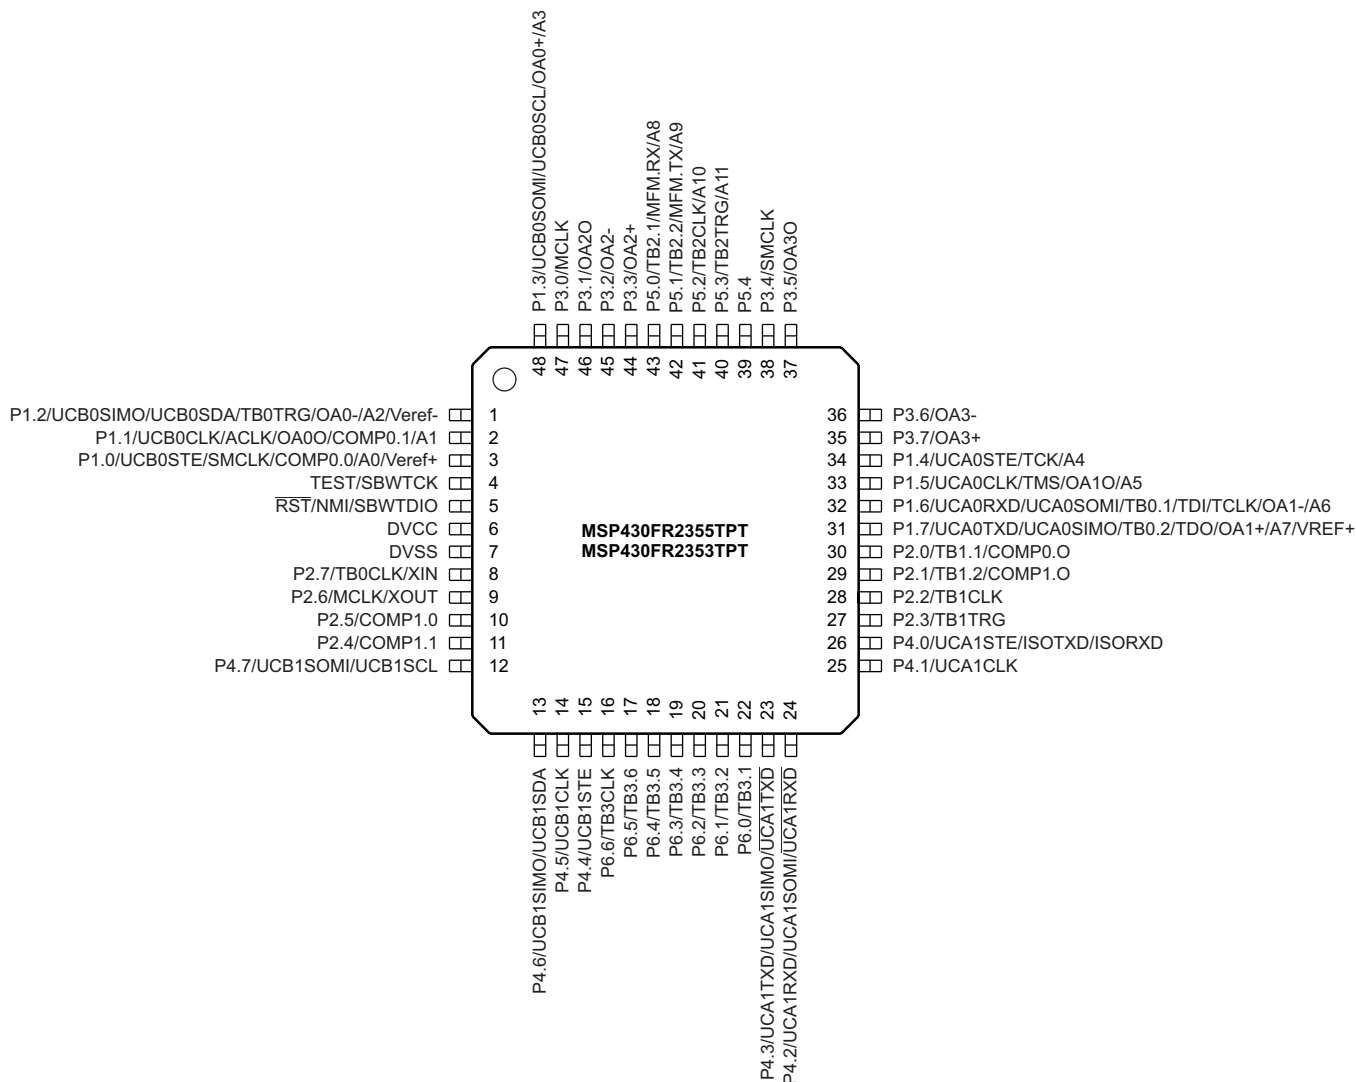 P1.3/UCB0SOMI/UCB0SCL/OA0+/A3
P3.0/MCLK
P3.1/OA2O
P3.2/OA2-
P3.3/OA2+
P5.0/TB2.1/MFM.RX/A8
P5.1/TB2.2/MFM.TX/A9
P5.2/TB2CLK/A10
P5.3/TB2TRG/A11
P5.4
P3.4/SMCLK
P3.5/OA3O
48
47
46
45
44
43
42
41
40
39
38
37
P1.2/UCB0SIMO/UCB0SDA/TB0TRG/OA0-/A2/Veref- 1
P1.1/UCB0CLK/ACLK/OA0O/COMP0.1/A1 2
P1.0/UCB0STE/SMCLK/COMP0.0/A0/Veref+ 3
TEST/SBWTCK 4
RST/NMI/SBWTDIO 5
DVCC 6
DVSS 7
P2.7/TB0CLK/XIN 8
P2.6/MCLK/XOUT 9
P2.5/COMP1.0 10
P2.4/COMP1.1 11
P4.7/UCB1SOMI/UCB1SCL 12
MSP430FR2355TPT
MSP430FR2353TPT
36 P3.6/OA3-
35 P3.7/OA3+
34 P1.4/UCA0STE/TCK/A4
33 P1.5/UCA0CLK/TMS/OA1O/A5
32 P1.6/UCA0RXD/UCA0SOMI/TB0.1/TDI/TCLK/OA1-/A6
31 P1.7/UCA0TXD/UCA0SIMO/TB0.2/TDO/OA1+/A7/VREF+
30 P2.0/TB1.1/COMP0.O
29 P2.1/TB1.2/COMP1.O
28 P2.2/TB1CLK
27 P2.3/TB1TRG
26 P4.0/UCA1STE/ISOTXD/ISORXD
25 P4.1/UCA1CLK
13
14
15
16
17
18
19
20
21
22
23
24
P4.6/UCB1SIMO/UCB1SDA
P4.5/UCB1CLK
P4.4/UCB1STE
P6.6/TB3CLK
P6.5/TB3.6
P6.4/TB3.5
P6.3/TB3.4
P6.2/TB3.3
P6.1/TB3.2
P6.0/TB3.1
P4.3/UCA1TXD/UCA1SIMO/UCA1TXD
P4.2/UCA1RXD/UCA1SOMI/UCA1RXD